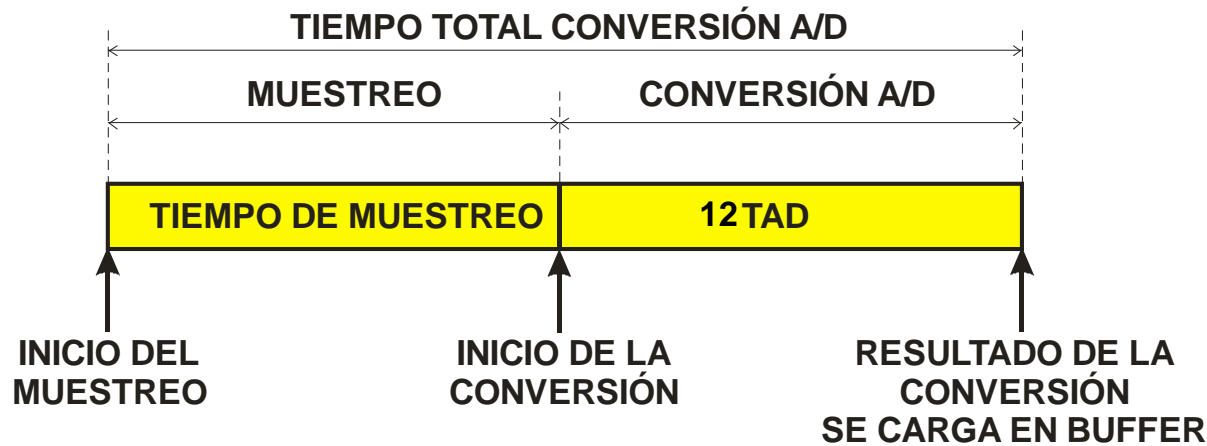 TIEMPO TOTAL CONVERSIÓN A/D
MUESTREO
CONVERSIÓN A/D
TIEMPO DE MUESTREO
12 TAD
INICIO DEL
MUESTREO
INICIO DE LA
CONVERSIÓN
RESULTADO DE LA
CONVERSIÓN
SE CARGA EN BUFFER